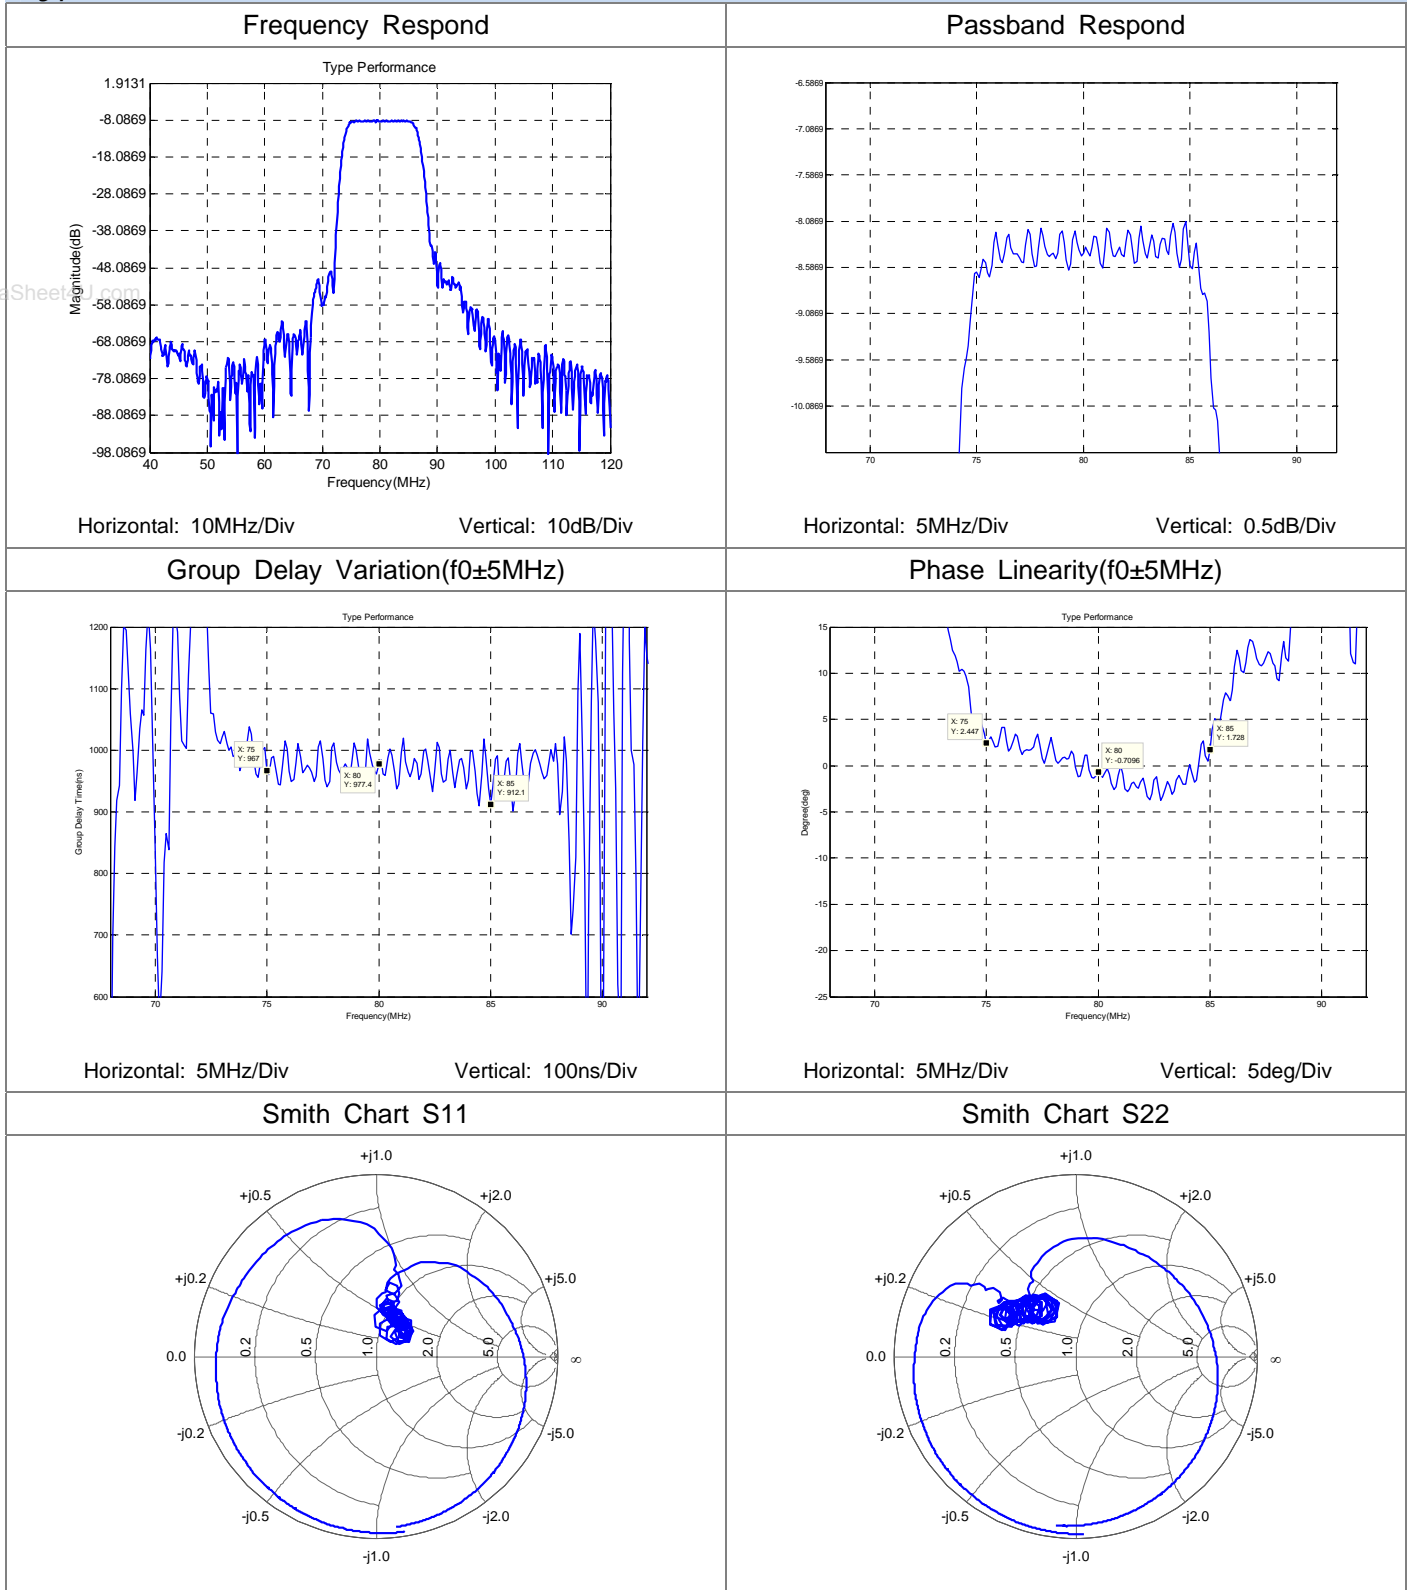 Frequency Respond
Passband Respond
Type Performance
1.9131
-8.0869
-18.0869
-28.0869
-38.0869
-48.0869
-58.0869
-68.0869
-78.0869
-88.0869
-98.0869
Magnitude(dB)
40 50 60 70 80 90 100 110 120
Frequency(MHz)
Horizontal: 10MHz/Div Vertical: 10dB/Div
aSheet4U.com
-6.5869
-7.0869
-7.5869
-8.0869
-8.5869
-9.0869
-9.5869
-10.0869
70 75 80 85 90
Horizontal: 5MHz/Div Vertical: 0.5dB/Div
Group Delay Variation(f0±5MHz)
Phase Linearity(f0±5MHz)
Type Performance
1200
1100
1000
900
800
700
600
Group Delay Time(ns)
X: 75
Y: 967
X: 80
Y: 977.4
X: 85
Y: 912.1
70 75 80 85 90
Frequency(MHz)
Horizontal: 5MHz/Div Vertical: 100ns/Div
Type Performance
15
10
5
0
-5
-10
-15
-20
-25
Degree(deg)
X: 75
Y: 2.447
X: 80
Y: -0.7096
X: 85
Y: 1.728
70 75 80 85 90
Frequency(MHz)
Horizontal: 5MHz/Div Vertical: 5deg/Div
Smith Chart S11
Smith Chart S22
+j1.0
+j0.5
+j2.0
+j0.2
+j5.0
0.0
0.2
0.5
1.0
2.0
5.0
∞
-j0.2
-j5.0
-j0.5
-j2.0
-j1.0
+j1.0
+j0.5
+j2.0
+j0.2
+j5.0
0.0
0.2
0.5
1.0
2.0
5.0
∞
-j0.2
-j5.0
-j0.5
-j2.0
-j1.0